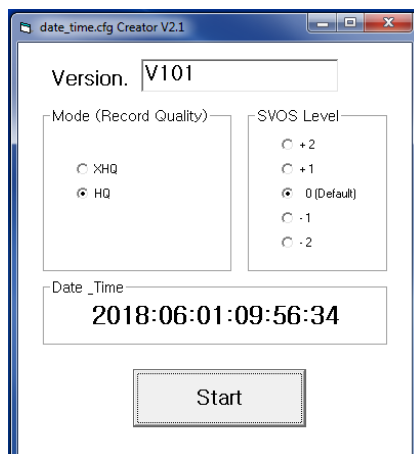 date_time.cfg Creator V2.1
Version. V101
Mode (Record Quality)
XHQ
HQ
SVOS Level
+ 2
+ 1
0 (Default)
- 1
- 2
Date _Time
2018:06:01:09:56:34
Start